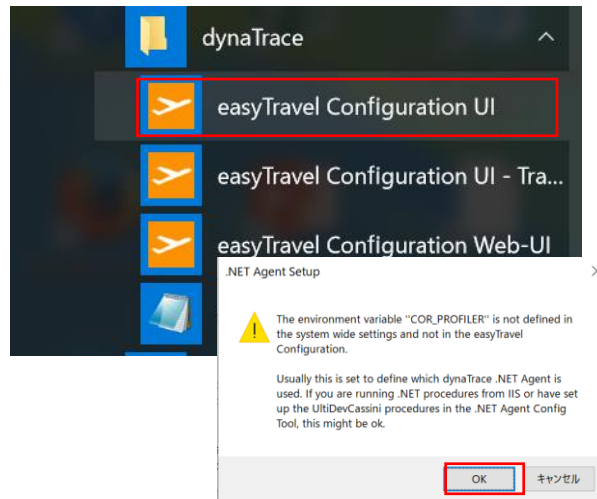 dynaTrace
easyTravel Configuration UI
easyTravel Configuration UI - Tra...
easyTravel Configuration Web-UI
.NET Agent Setup
The environment variable "COR_PROFILER" is not defined in
the system wide settings and not in the easyTravel
Configuration.
Usually this is set to define which dynaTrace .NET Agent is
used. If you are running .NET procedures from IIS or have set
up the UltiDevCassini procedures in the .NET Agent Config
Tool, this might be ok.
OK
キャンセル